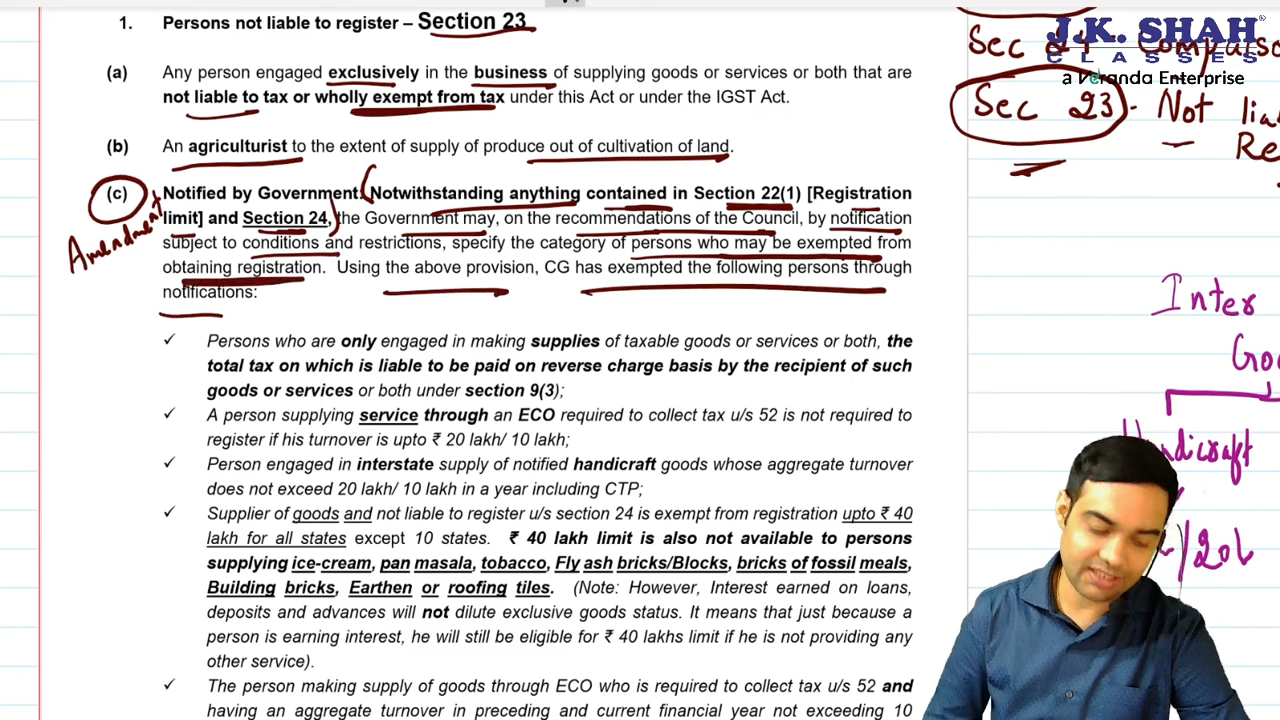 1. Persons not liable to register – Section 23
(a) Any person engaged exclusively in the business of supplying goods or services or both that are
not liable to tax or wholly exempt from tax under this Act or under the IGST Act.
(b) An agriculturist to the extent of supply of produce out of cultivation of land.
(c) Notified by Government: Notwithstanding anything contained in Section 22(1) [Registration
limit] and Section 24, the Government may, on the recommendations of the Council, by notification
subject to conditions and restrictions, specify the category of persons who may be exempted from
obtaining registration. Using the above provision, CG has exempted the following persons through
notifications:
Amendment
✓ Persons who are only engaged in making supplies of taxable goods or services or both, the
total tax on which is liable to be paid on reverse charge basis by the recipient of such
goods or services or both under section 9(3);
✓ A person supplying service through an ECO required to collect tax u/s 52 is not required to
register if his turnover is upto ₹ 20 lakh/ 10 lakh;
✓ Person engaged in interstate supply of notified handicraft goods whose aggregate turnover
does not exceed 20 lakh/ 10 lakh in a year including CTP;
✓ Supplier of goods and not liable to register u/s section 24 is exempt from registration upto ₹ 40
lakh for all states except 10 states. ₹ 40 lakh limit is also not available to persons
supplying ice-cream, pan masala, tobacco, Fly ash bricks/Blocks, bricks of fossil meals,
Building bricks, Earthen or roofing tiles. (Note: However, Interest earned on loans,
deposits and advances will not dilute exclusive goods status. It means that just because a
person is earning interest, he will still be eligible for ₹ 40 lakhs limit if he is not providing any
other service).
✓ The person making supply of goods through ECO who is required to collect tax u/s 52 and
having an aggregate turnover in preceding and current financial year not exceeding 10
J.K. SHAH
CLASSES
a Veranda Enterprise
Sec 24 - Compulso
Sec 23 - Not lia
Re
Inter
Goo
ndicraft
/20L